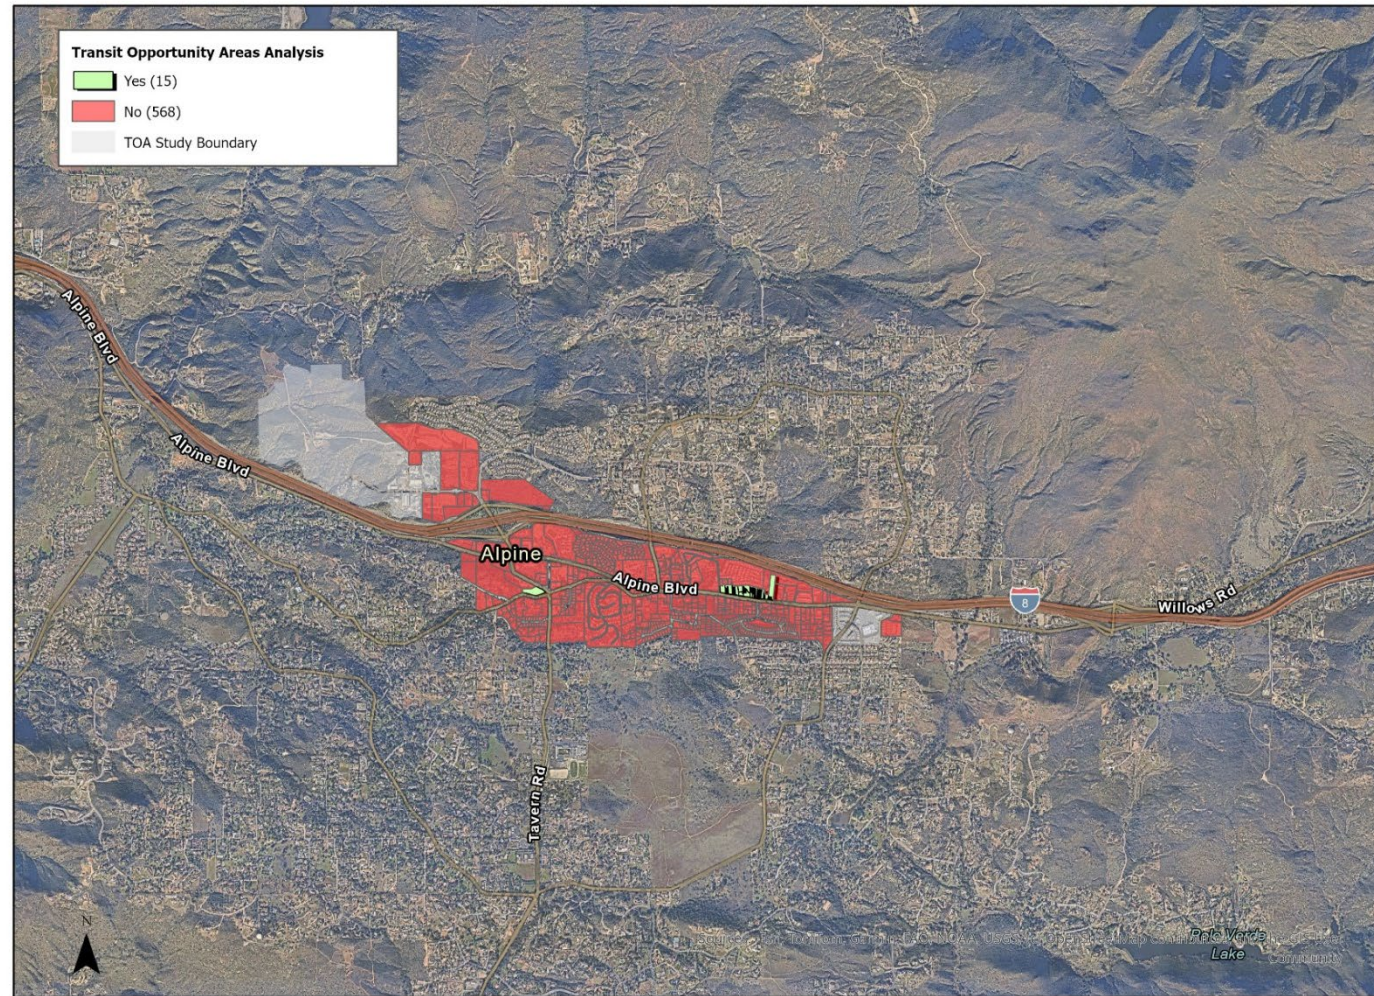 Transit Opportunity Areas Analysis
Yes (15)
No (568)
TOA Study Boundary
Alpine Blvd
Alpine Blvd
Alpine
Alpine Blvd
8
Willows Rd
Tavern Rd
N
Palo Verde
Lake
Community